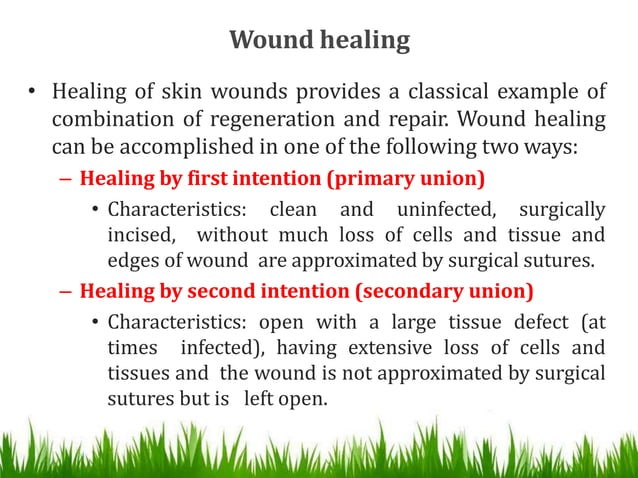 Wound healing
• Healing of skin wounds provides a classical example of
combination of regeneration and repair. Wound healing
can be accomplished in one of the following two ways:
– Healing by first intention (primary union)
• Characteristics: clean and uninfected, surgically
incised, without much loss of cells and tissue and
edges of wound are approximated by surgical sutures.
– Healing by second intention (secondary union)
• Characteristics: open with a large tissue defect (at
times infected), having extensive loss of cells and
tissues and the wound is not approximated by surgical
sutures but is left open.